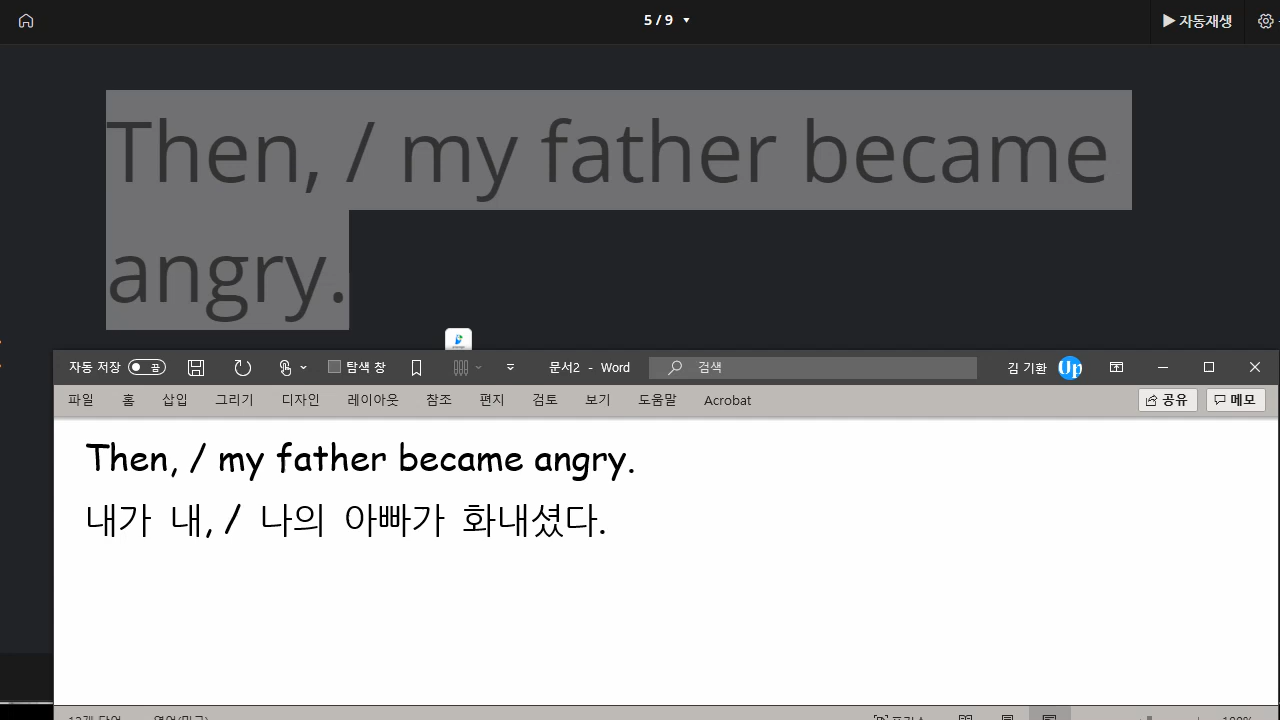 5 / 9
▶ 자동재생
Then, / my father became
angry.
자동 저장 끔 탐색 창 문서2 - Word 검색 김 기환 Up
파일 홈 삽입 그리기 디자인 레이아웃 참조 편지 검토 보기 도움말 Acrobat 공유 메모
Then, / my father became angry.
내가 내, / 나의 아빠가 화내셨다.